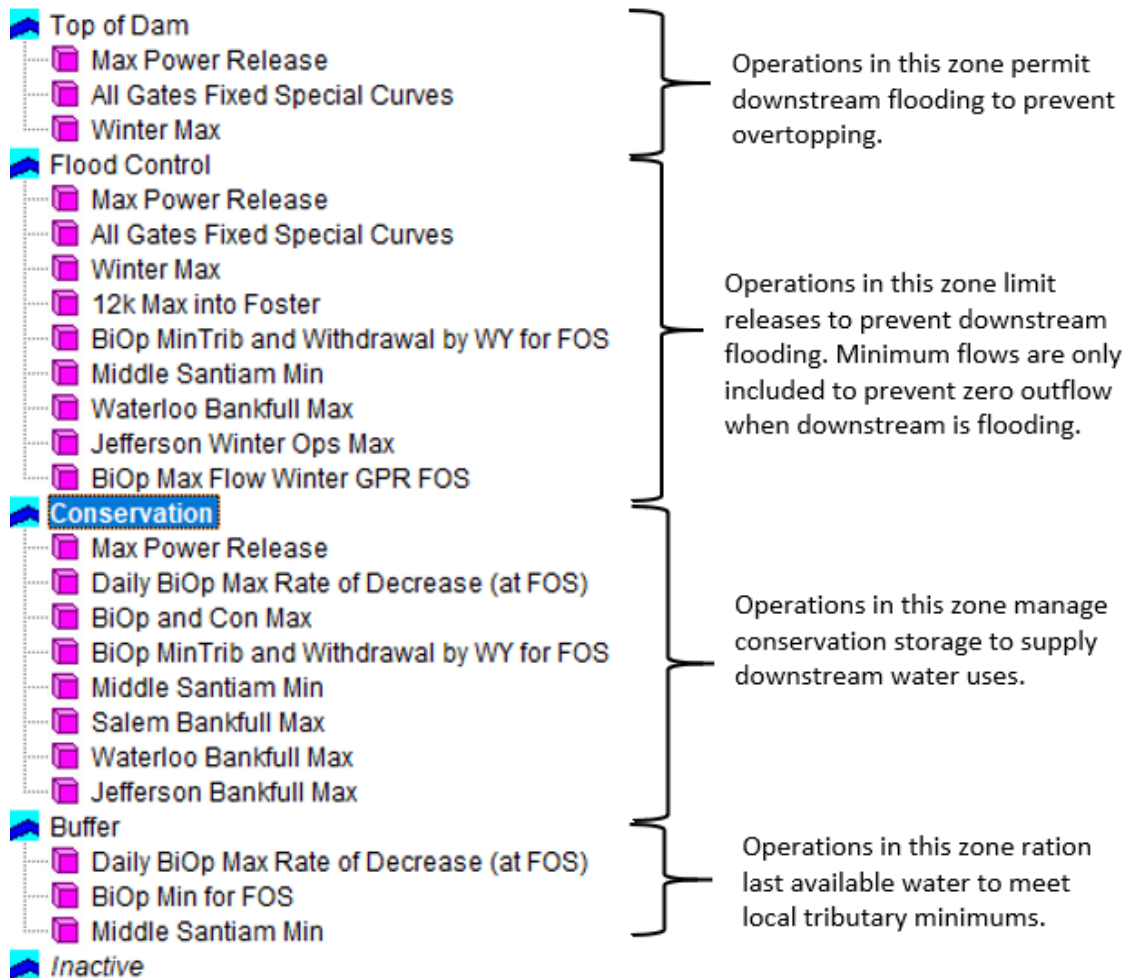 Top of Dam
Max Power Release
All Gates Fixed Special Curves
Winter Max
Operations in this zone permit
downstream flooding to prevent
overtopping.
Flood Control
Max Power Release
All Gates Fixed Special Curves
Winter Max
12k Max into Foster
BiOp MinTrib and Withdrawal by WY for FOS
Middle Santiam Min
Waterloo Bankfull Max
Jefferson Winter Ops Max
BiOp Max Flow Winter GPR FOS
Operations in this zone limit
releases to prevent downstream
flooding. Minimum flows are only
included to prevent zero outflow
when downstream is flooding.
Conservation
Max Power Release
Daily BiOp Max Rate of Decrease (at FOS)
BiOp and Con Max
BiOp MinTrib and Withdrawal by WY for FOS
Middle Santiam Min
Salem Bankfull Max
Waterloo Bankfull Max
Jefferson Bankfull Max
Operations in this zone manage
conservation storage to supply
downstream water uses.
Buffer
Daily BiOp Max Rate of Decrease (at FOS)
BiOp Min for FOS
Middle Santiam Min
Operations in this zone ration
last available water to meet
local tributary minimums.
Inactive